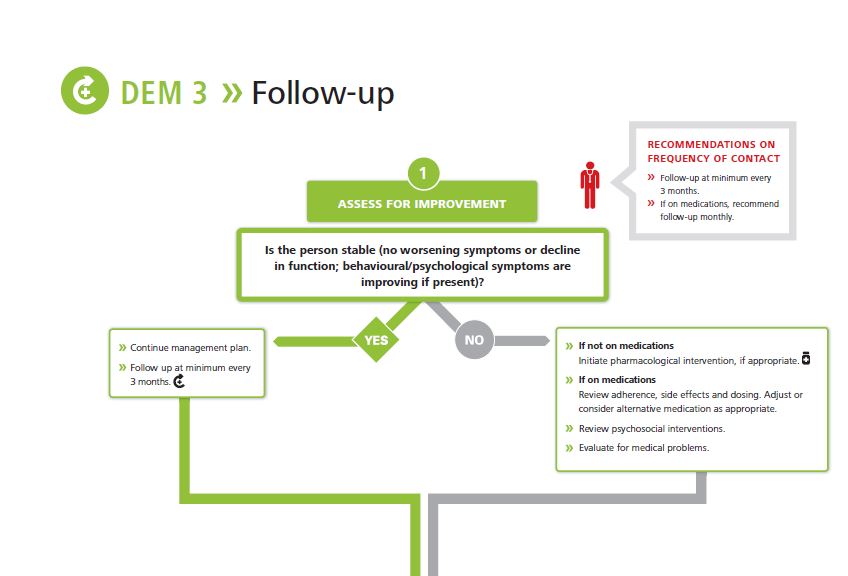 DEM 3 » Follow-up
RECOMMENDATIONS ON
FREQUENCY OF CONTACT
» Follow-up at minimum every
3 months.
» If on medications, recommend
follow-up monthly.
1
ASSESS FOR IMPROVEMENT
Is the person stable (no worsening symptoms or decline
in function; behavioural/psychological symptoms are
improving if present)?
YES
NO
» Continue management plan.
» Follow up at minimum every
3 months.
» If not on medications
Initiate pharmacological intervention, if appropriate.
» If on medications
Review adherence, side effects and dosing. Adjust or
consider alternative medication as appropriate.
» Review psychosocial interventions.
» Evaluate for medical problems.